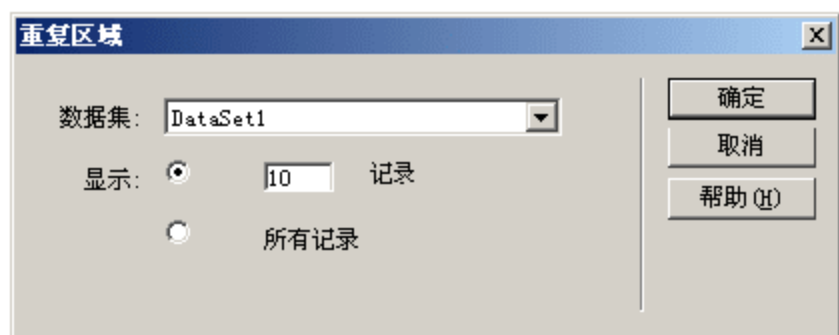 重复区域
数据集: DataSet1
显示: 10 记录
所有记录
确定
取消
帮助(H)